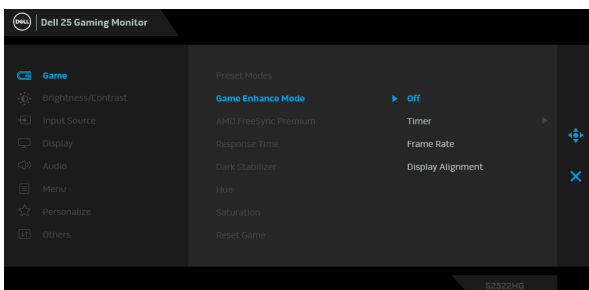 DELL
Dell 25 Gaming Monitor
Game
Brightness/Contrast
Input Source
Display
Audio
Menu
Personalize
Others
Preset Modes
Game Enhance Mode
AMD FreeSync Premium
Response Time
Dark Stabilizer
Hue
Saturation
Reset Game
Off
Timer
Frame Rate
Display Alignment
S2522HG